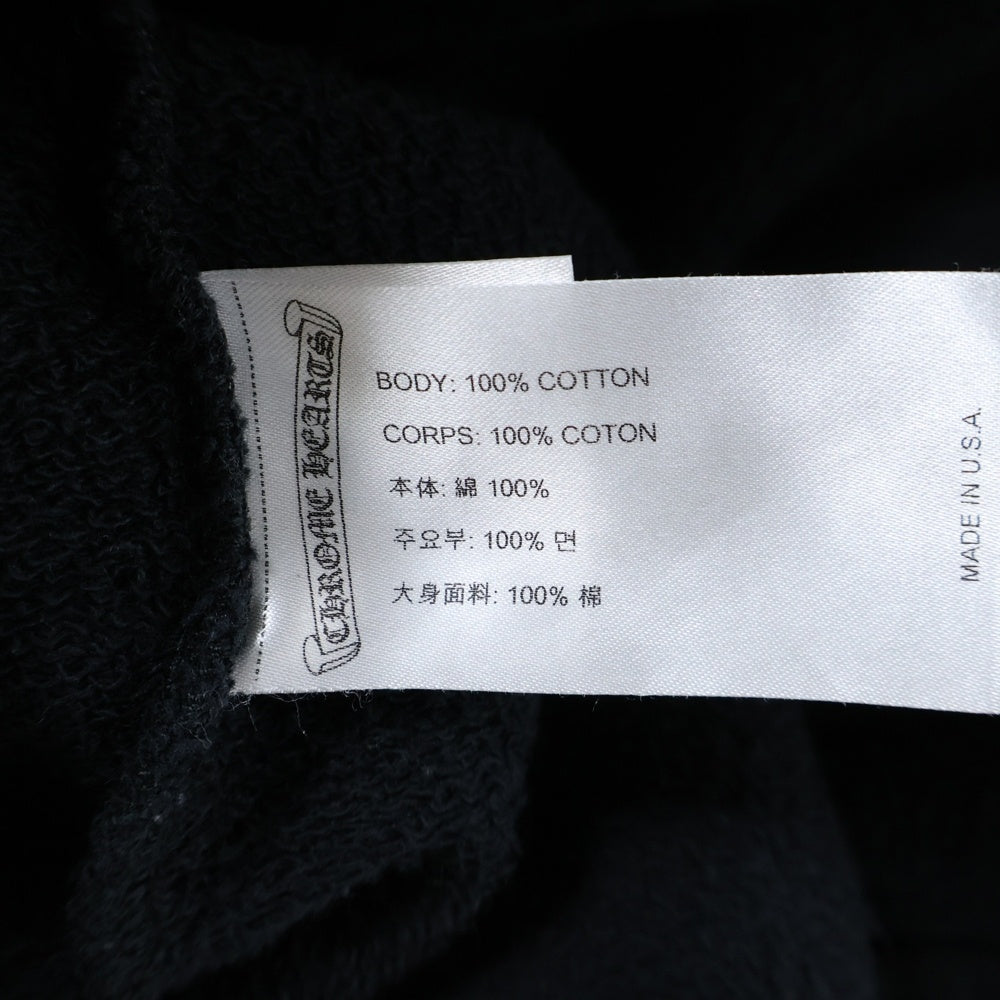 CHROME HEARTS
BODY: 100% COTTON
CORPS: 100% COTON
本体: 綿 100%
주요부: 100% 면
大身面料: 100% 棉
MADE IN U.S.A.